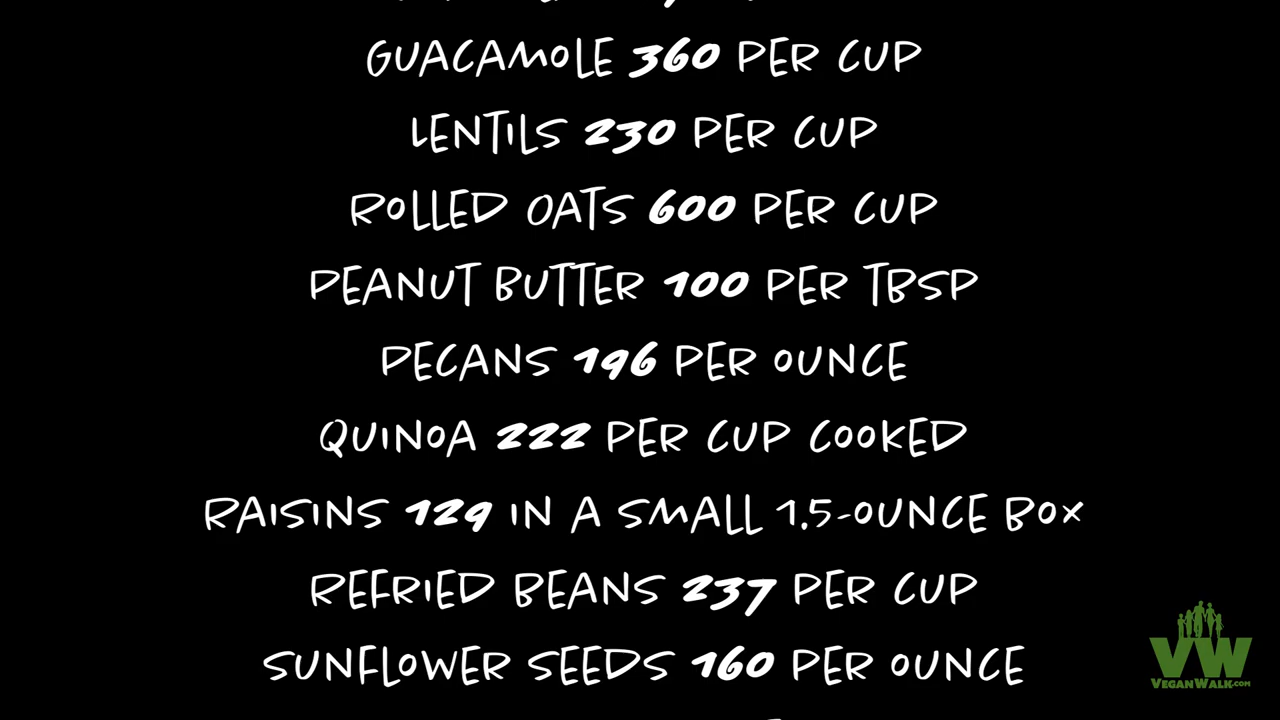 GUACAMOLE 360 PER CUP
LENTILS 230 PER CUP
ROLLED OATS 600 PER CUP
PEANUT BUTTER 100 PER TBSP
PECANS 196 PER OUNCE
QUINOA 222 PER CUP COOKED
RAISINS 129 IN A SMALL 1.5-OUNCE BOX
REFRIED BEANS 237 PER CUP
SUNFLOWER SEEDS 160 PER OUNCE
VW
VEGANWALK.COM